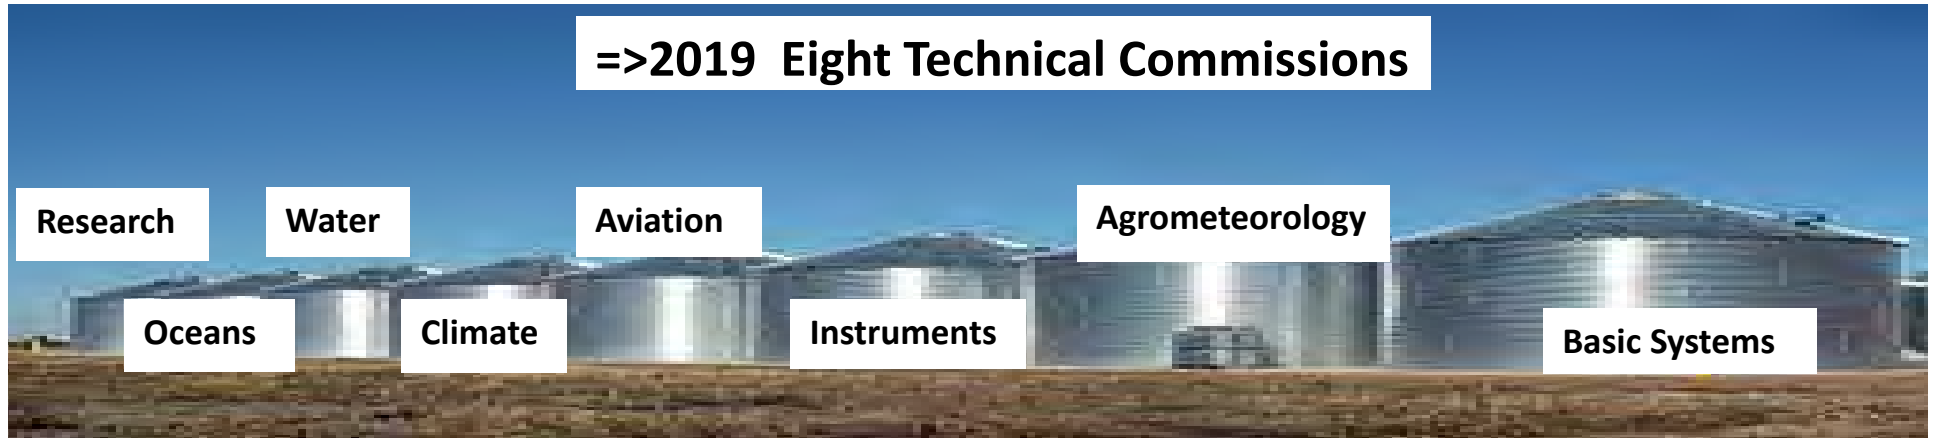 =>2019 Eight Technical Commissions
Research
Water
Aviation
Agrometeorology
Oceans
Climate
Instruments
Basic Systems